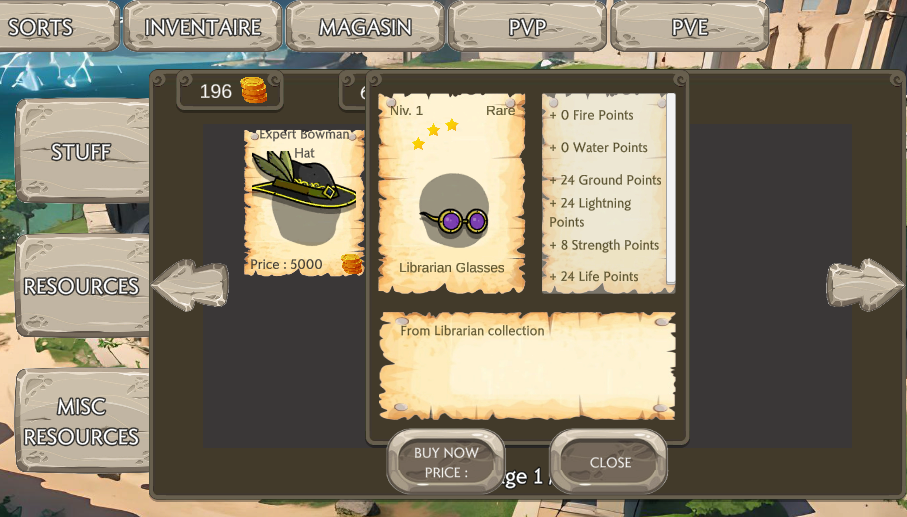 SORTS
INVENTAIRE
MAGASIN
PVP
PVE
196
STUFF
RESOURCES
MISC
RESOURCES
Expert Bowman
Hat
Price : 5000
Niv. 1
Rare
Librarian Glasses
+ 0 Fire Points
+ 0 Water Points
+ 24 Ground Points
+ 24 Lightning
Points
+ 8 Strength Points
+ 24 Life Points
From Librarian collection
BUY NOW
PRICE :
CLOSE
1